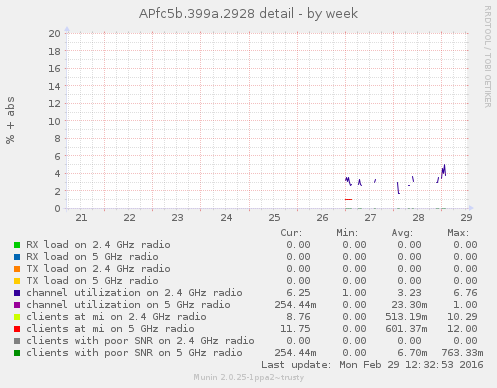 APfc5b.399a.2928 detail - by week
RRDTOOL / TOBI OETIKER
% + abs
20
18
16
14
12
10
8
6
4
2
0
21 22 23 24 25 26 27 28 29
Cur: Min: Avg: Max:
RX load on 2.4 GHz radio 0.00 0.00 0.00 0.00
RX load on 5 GHz radio 0.00 0.00 0.00 0.00
TX load on 2.4 GHz radio 0.00 0.00 0.00 0.00
TX load on 5 GHz radio 0.00 0.00 0.00 0.00
channel utilization on 2.4 GHz radio 6.25 1.00 3.23 6.76
channel utilization on 5 GHz radio 254.44m 0.00 23.30m 1.00
clients at mi on 2.4 GHz radio 8.76 0.00 513.19m 10.29
clients at mi on 5 GHz radio 11.75 0.00 601.37m 12.00
clients with poor SNR on 2.4 GHz radio 0.00 0.00 0.00 0.00
clients with poor SNR on 5 GHz radio 254.44m 0.00 6.70m 763.33m
Last update: Mon Feb 29 12:32:53 2016
Munin 2.0.25-1ppa2~trusty